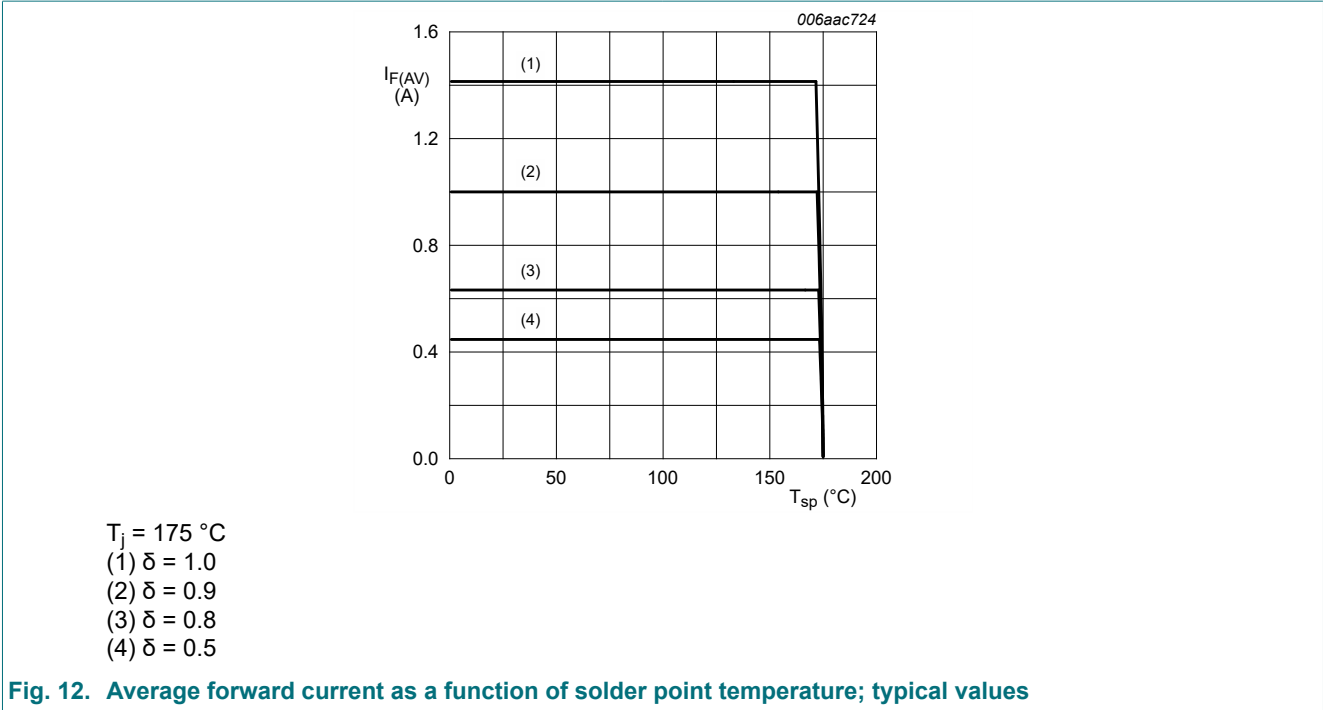 006aac724
1.6
I_F(AV)
(A)
(1)
1.2
(2)
0.8
(3)
(4)
0.4
0.0
0 50 100 150 200
T_sp (°C)
T_j = 175 °C
(1) δ = 1.0
(2) δ = 0.9
(3) δ = 0.8
(4) δ = 0.5
Fig. 12. Average forward current as a function of solder point temperature; typical values